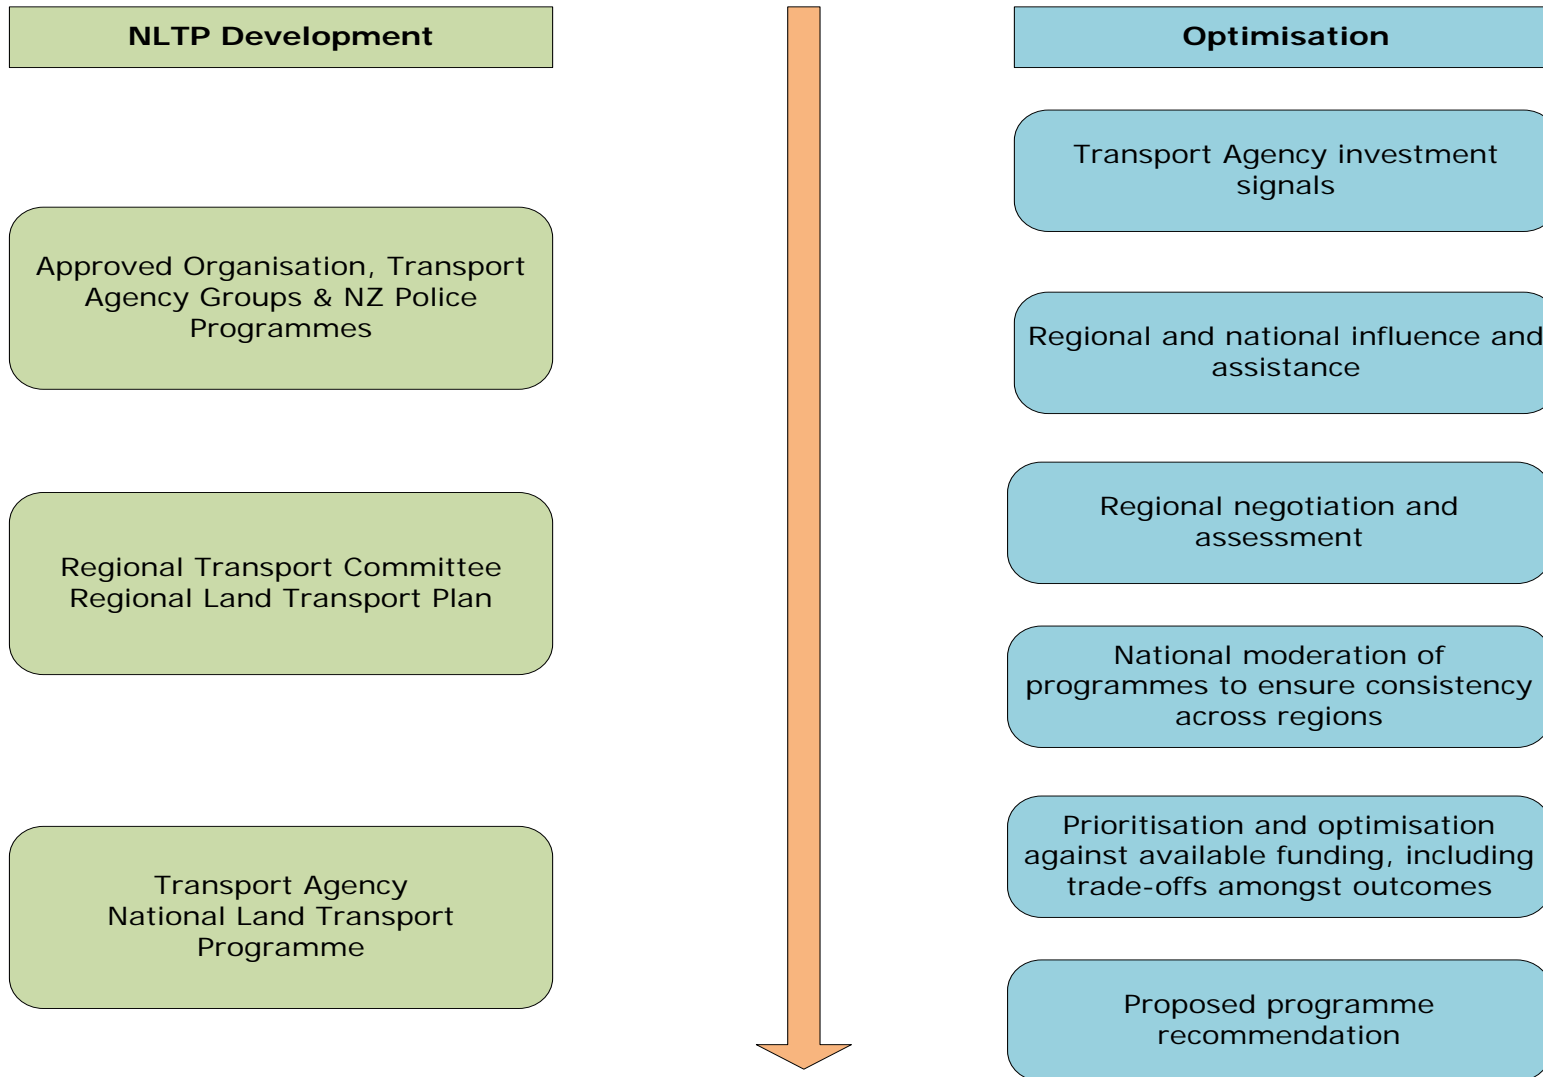 NLTP Development
Approved Organisation, Transport
Agency Groups & NZ Police
Programmes
Regional Transport Committee
Regional Land Transport Plan
Transport Agency
National Land Transport
Programme
Optimisation
Transport Agency investment
signals
Regional and national influence and
assistance
Regional negotiation and
assessment
National moderation of
programmes to ensure consistency
across regions
Prioritisation and optimisation
against available funding, including
trade-offs amongst outcomes
Proposed programme
recommendation